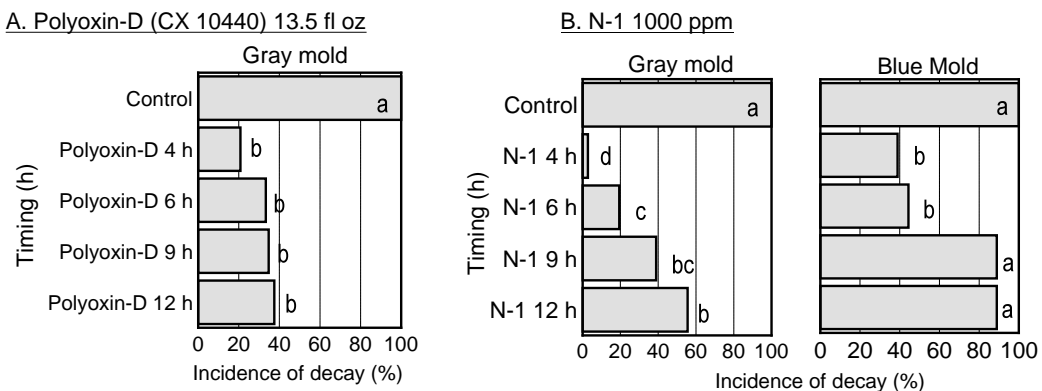 A. Polyoxin-D (CX 10440) 13.5 fl oz
Gray mold
Timing (h)
Control
a
Polyoxin-D 4 h
b
Polyoxin-D 6 h
b
Polyoxin-D 9 h
b
Polyoxin-D 12 h
b
0 20 40 60 80 100
Incidence of decay (%)
B. N-1 1000 ppm
Gray mold
Blue Mold
Timing (h)
Control
a
a
N-1 4 h
d
b
N-1 6 h
c
b
N-1 9 h
bc
a
N-1 12 h
b
a
0 20 40 60 80 100
0 20 40 60 80 100
Incidence of decay (%)